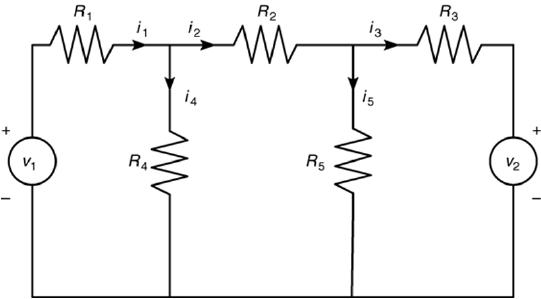 R1 i1 i2 R2 i3 R3
i4 i5
+ +
v1 R4 R5 v2
– –